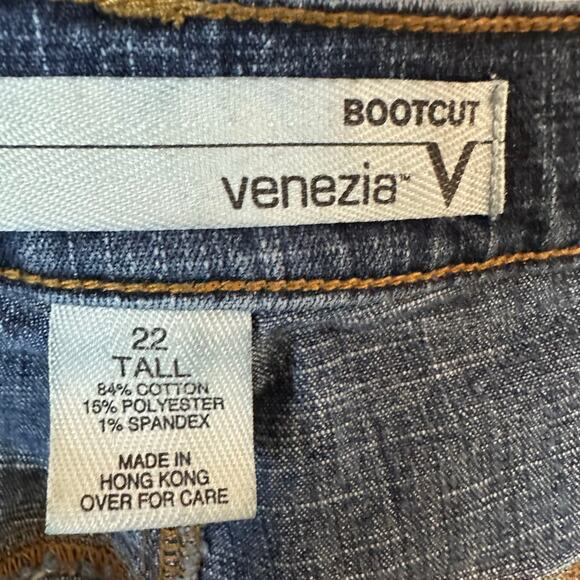 BOOTCUT
venezia™ V
22
TALL
84% COTTON
15% POLYESTER
1% SPANDEX
MADE IN
HONG KONG
OVER FOR CARE